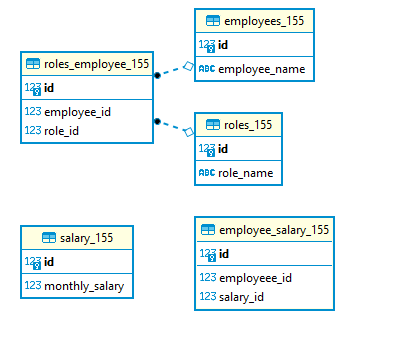 employees_155
123 id
ABC employee_name
roles_employee_155
123 id
123 employee_id
123 role_id
roles_155
123 id
ABC role_name
salary_155
123 id
123 monthly_salary
employee_salary_155
123 id
123 employeee_id
123 salary_id